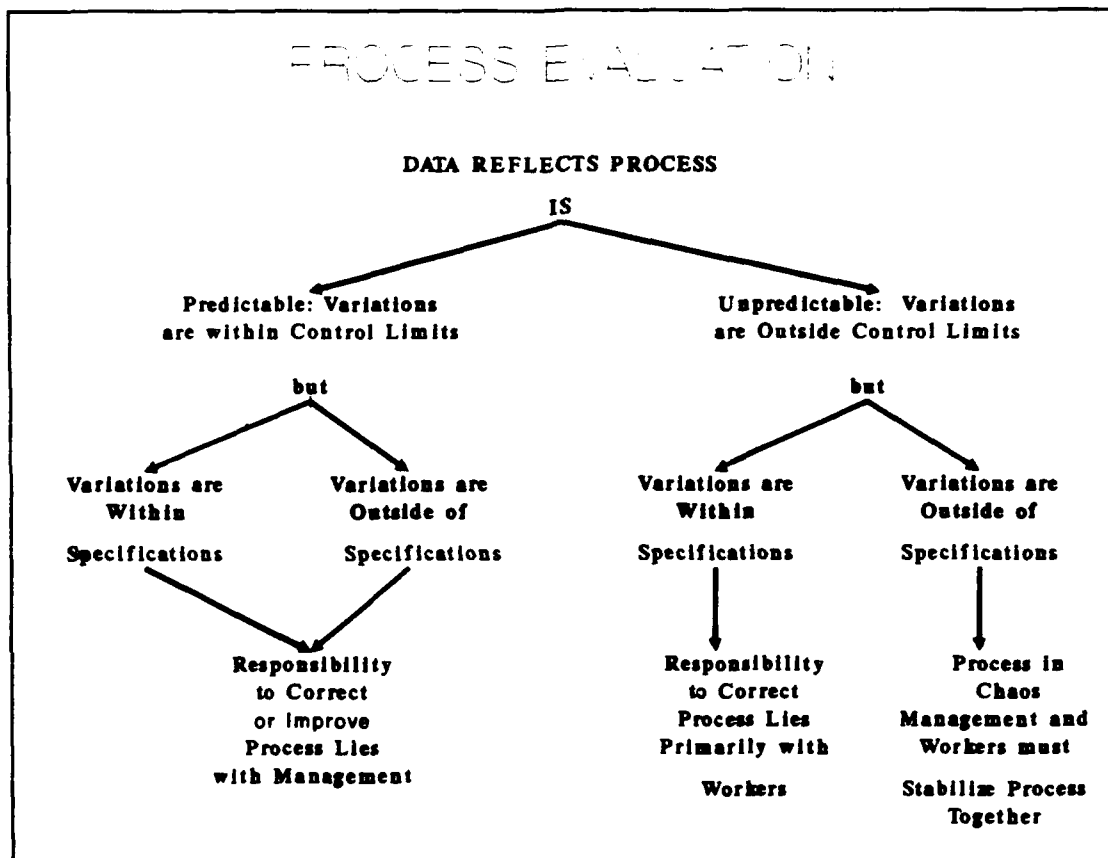 PROCESS EVALUATION
DATA REFLECTS PROCESS
IS
Predictable: Variations
are within Control Limits
Unpredictable: Variations
are Outside Control Limits
but
but
Variations are
Within
Specifications
Variations are
Outside of
Specifications
Variations are
Within
Specifications
Variations are
Outside of
Specifications
Responsibility
to Correct
or Improve
Process Lies
with Management
Responsibility
to Correct
Process Lies
Primarily with
Workers
Process in
Chaos
Management and
Workers must
Stabilize Process
Together